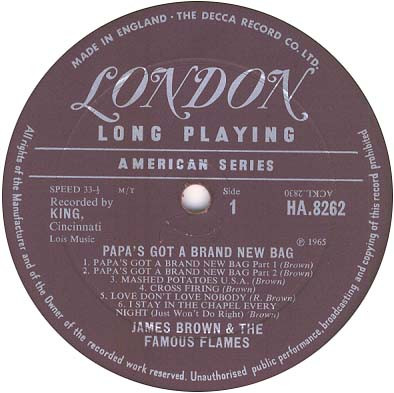 MADE IN ENGLAND · THE DECCA RECORD CO. LTD.
LONDON
LONG PLAYING
AMERICAN SERIES
SPEED 33-⅓ M/T
Recorded by
KING,
Cincinnati
Lois Music
Side
1
ACKL. 2830
HA.8262
℗ 1965
PAPA'S GOT A BRAND NEW BAG
1. PAPA'S GOT A BRAND NEW BAG Part 1 (Brown)
2. PAPA'S GOT A BRAND NEW BAG Part 2 (Brown)
3. MASHED POTATOES U.S.A. (Brown)
4. CROSS FIRING (Brown)
5. LOVE DON'T LOVE NOBODY (R. Brown)
6. I STAY IN THE CHAPEL EVERY
NIGHT (Just Won't Do Right) (Brown)
JAMES BROWN & THE
FAMOUS FLAMES
All rights of the Manufacturer and of the Owner of the recorded work reserved. Unauthorised public performance, broadcasting and copying of this record prohibited